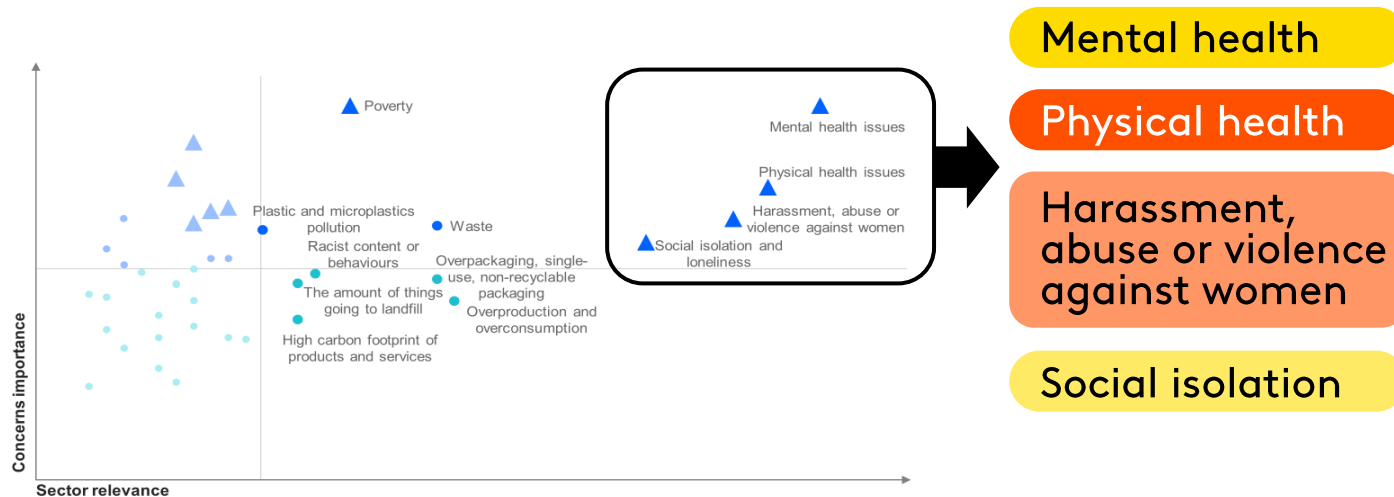 Poverty
Mental health issues
Physical health issues
Harassment, abuse or
violence against women
Social isolation and
loneliness
Plastic and microplastics
pollution
Waste
Racist content or
behaviours
Overpackaging, single-
use, non-recyclable
packaging
The amount of things
going to landfill
Overproduction and
overconsumption
High carbon footprint of
products and services
Concerns importance
Sector relevance
Mental health
Physical health
Harassment,
abuse or violence
against women
Social isolation